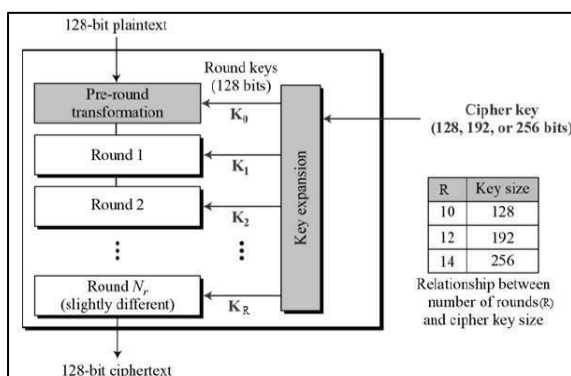 128-bit plaintext
Round keys
(128 bits)
Pre-round
transformation
K0
Cipher key
(128, 192, or 256 bits)
Round 1
K1
Round 2
K2
Key expansion
R Key size
10 128
12 192
14 256
Relationship between
number of rounds(R)
and cipher key size
Round Nr
(slightly different)
KR
128-bit ciphertext